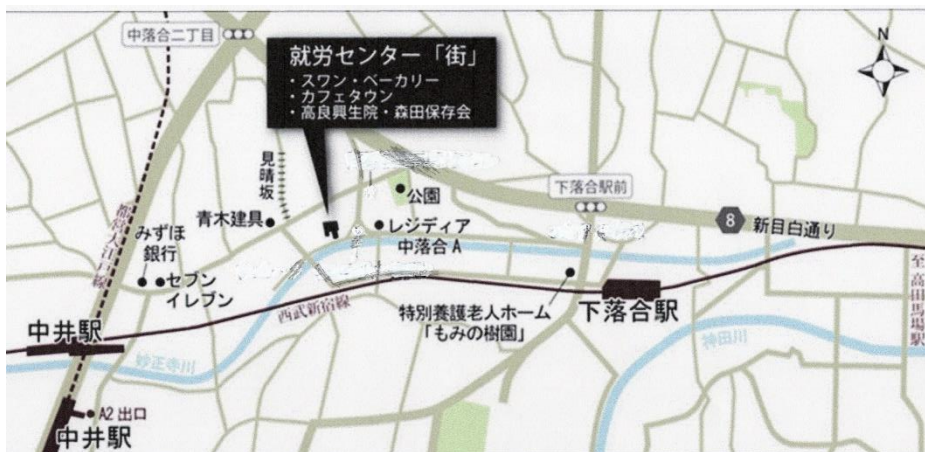 中落合二丁目
就労センター「街」
・スワン・ベーカリー
・カフェタウン
・高良興生院・森田保存会
N
見晴坂
公園
下落合駅前
8
新目白通り
青木建具
レジディア
中落合A
みずほ
銀行
セブン
イレブン
都営大江戸線
西武新宿線
特別養護老人ホーム
「もみの樹園」
下落合駅
至 高田馬場駅
中井駅
妙正寺川
神田川
A2出口
中井駅